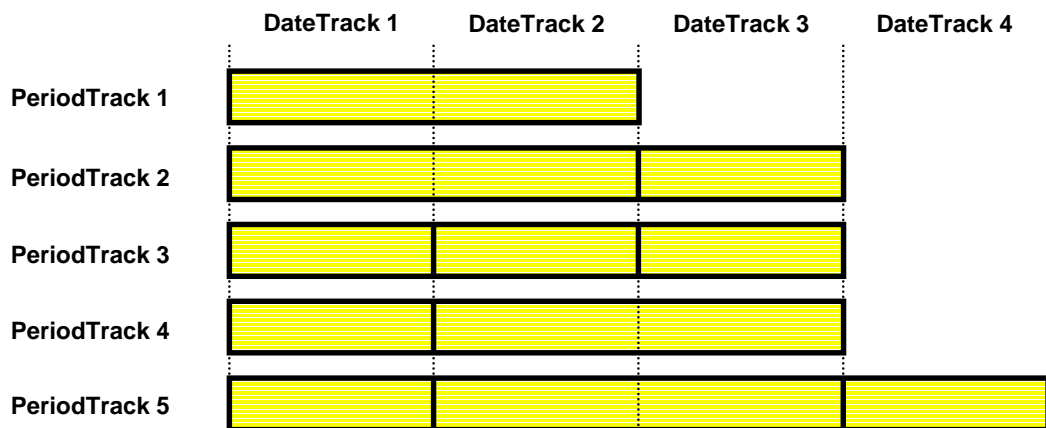 DateTrack 1 DateTrack 2 DateTrack 3 DateTrack 4
PeriodTrack 1
PeriodTrack 2
PeriodTrack 3
PeriodTrack 4
PeriodTrack 5